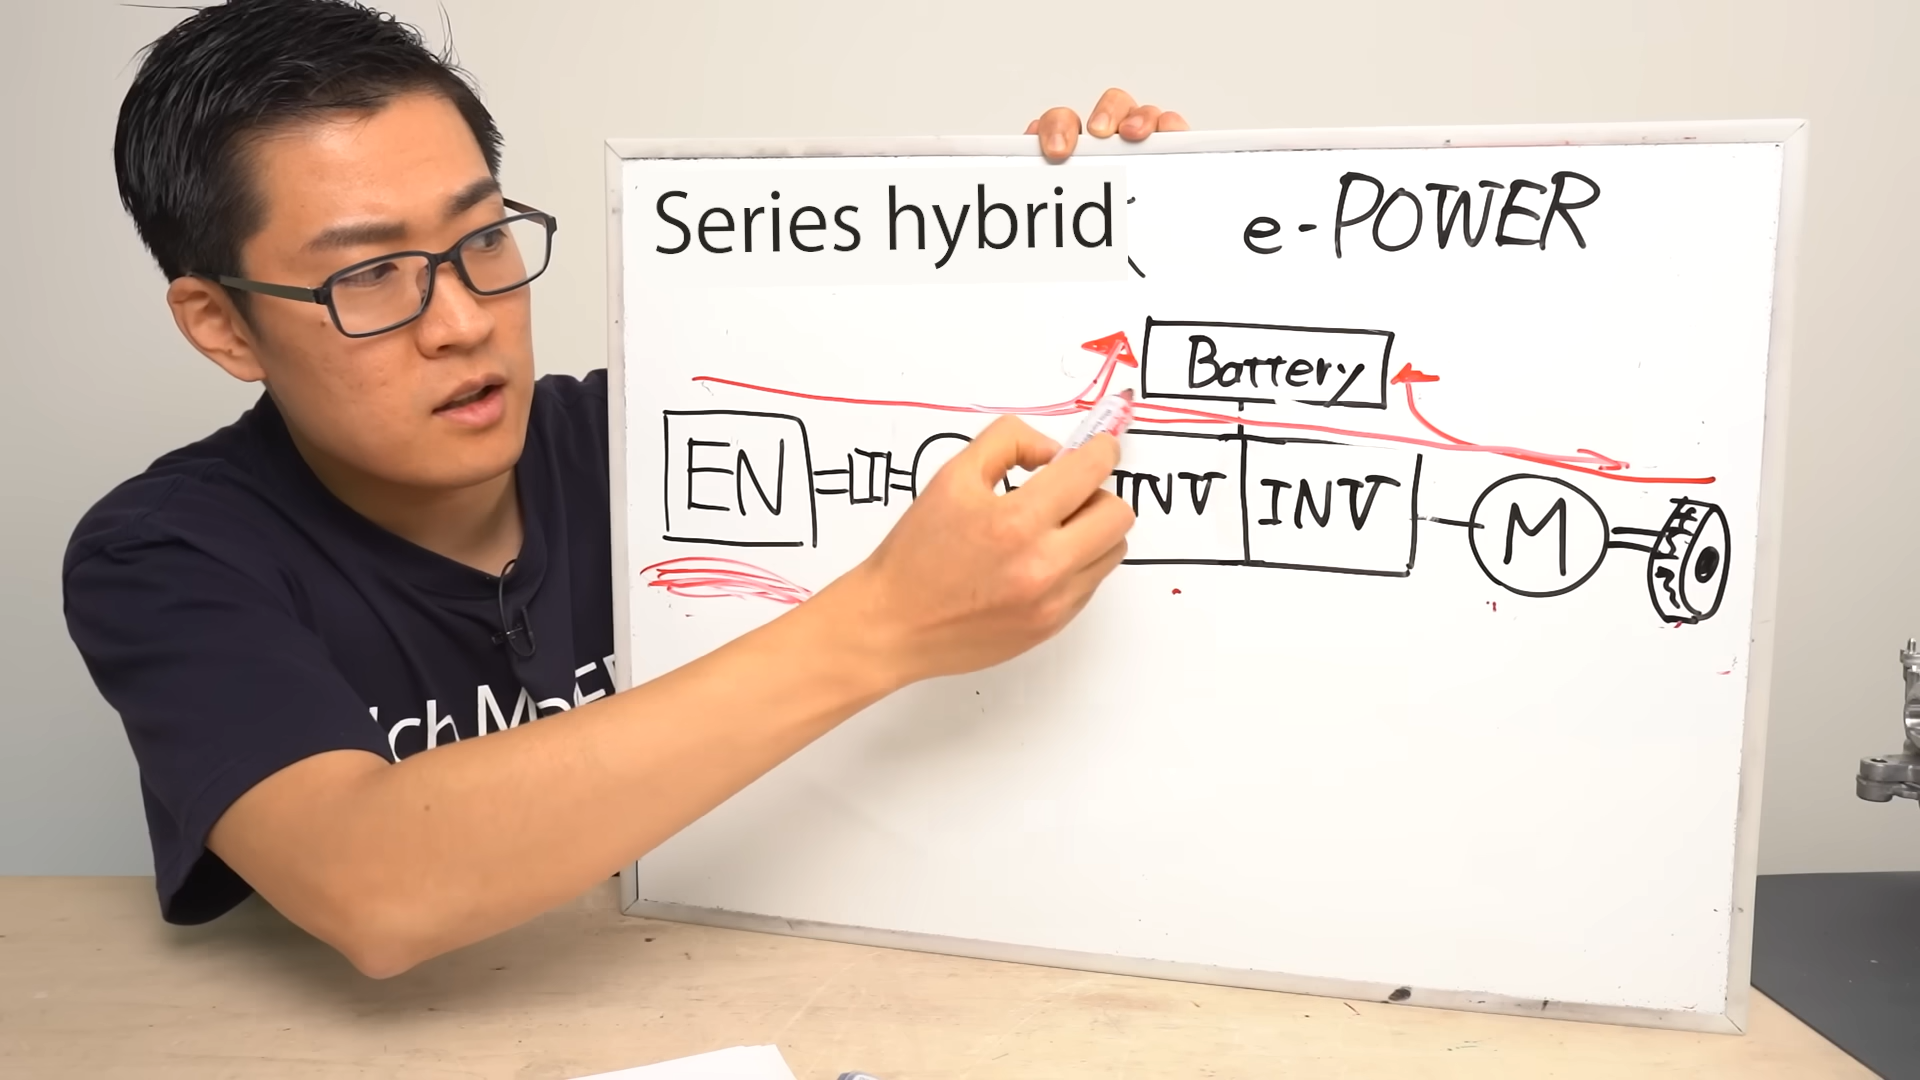 Series hybrid
e-POWER
Battery
EN
INV
INV
M